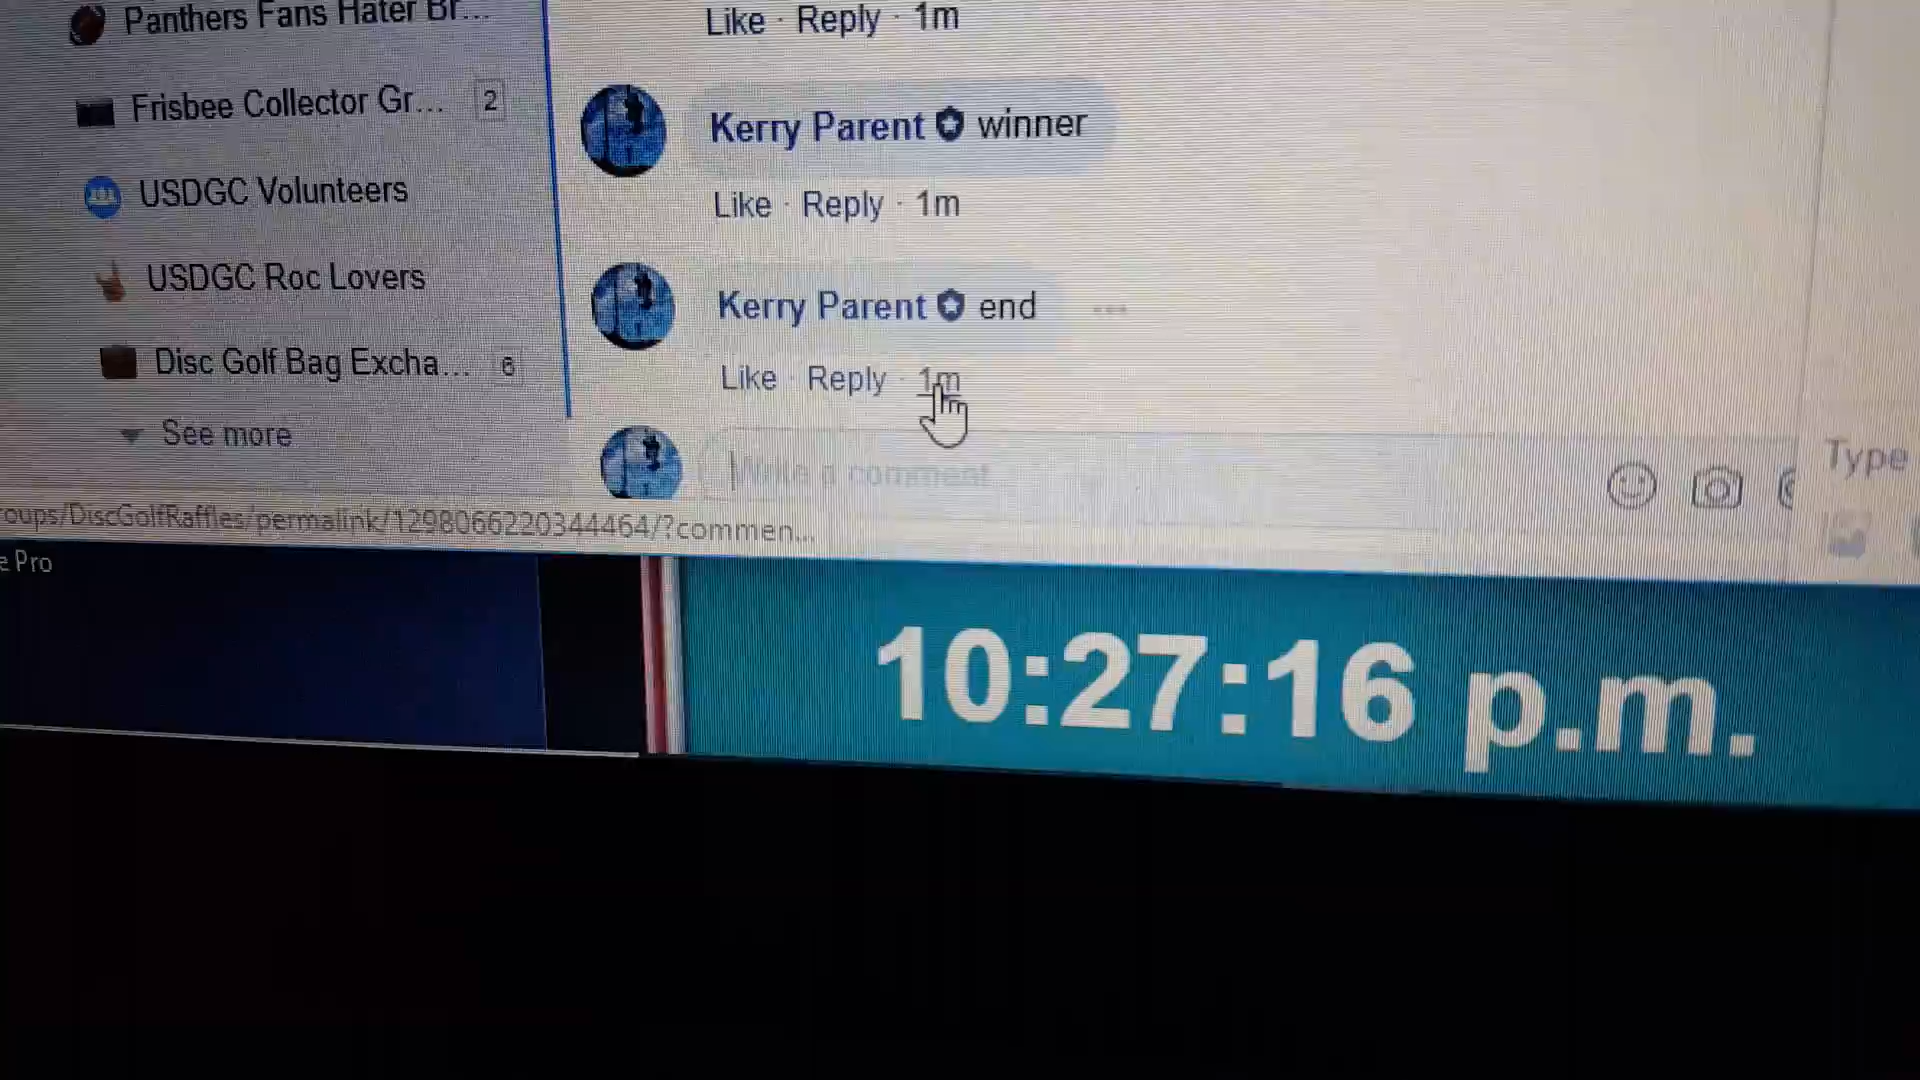 Panthers Fans Hater Br...
Frisbee Collector Gr... 2
USDGC Volunteers
USDGC Roc Lovers
Disc Golf Bag Excha... 6
See more
Like · Reply · 1m
Kerry Parent winner
Like · Reply · 1m
Kerry Parent end ...
Like · Reply · 1m
Write a comment
Type
oups/DiscGolfRaffles/permalink/1298066220344464/?commen...
e Pro
10:27:16 p.m.